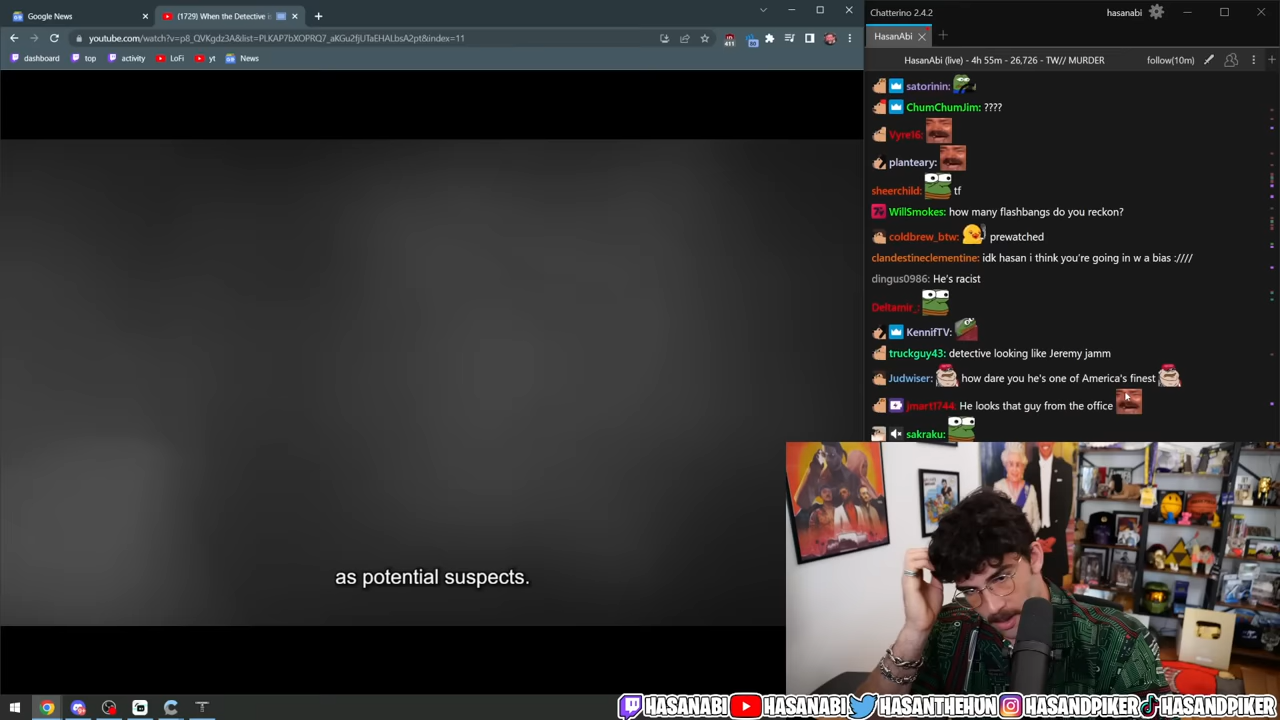 Google News
(1729) When the Detective is
youtube.com/watch?v=p8_QVKgdz3A&list=PLKAP7bXOPRQ7_aKGu2fjUTaEHALbsA2pt&index=11
411
80
dashboard
top
activity
LoFi
yt
News
as potential suspects.
Chatterino 2.4.2
hasanabi
HasanAbi
HasanAbi (live) - 4h 55m - 26,726 - TW// MURDER
follow(10m)
satorinin:
ChumChumJim: ????
Vyre16:
planteary:
sheerchild: tf
WillSmokes: how many flashbangs do you reckon?
coldbrew_btw: prewatched
clandestineclementine: idk hasan i think you're going in w a bias :////
dingus0986: He's racist
Deltamir_:
KennifTV:
truckguy43: detective looking like Jeremy jamm
Judwiser: how dare you he's one of America's finest
jmart1744: He looks that guy from the office
sakraku:
HASANABI
HASANABI
HASANTHEHUN
HASANDPIKER
HASANDPIKER